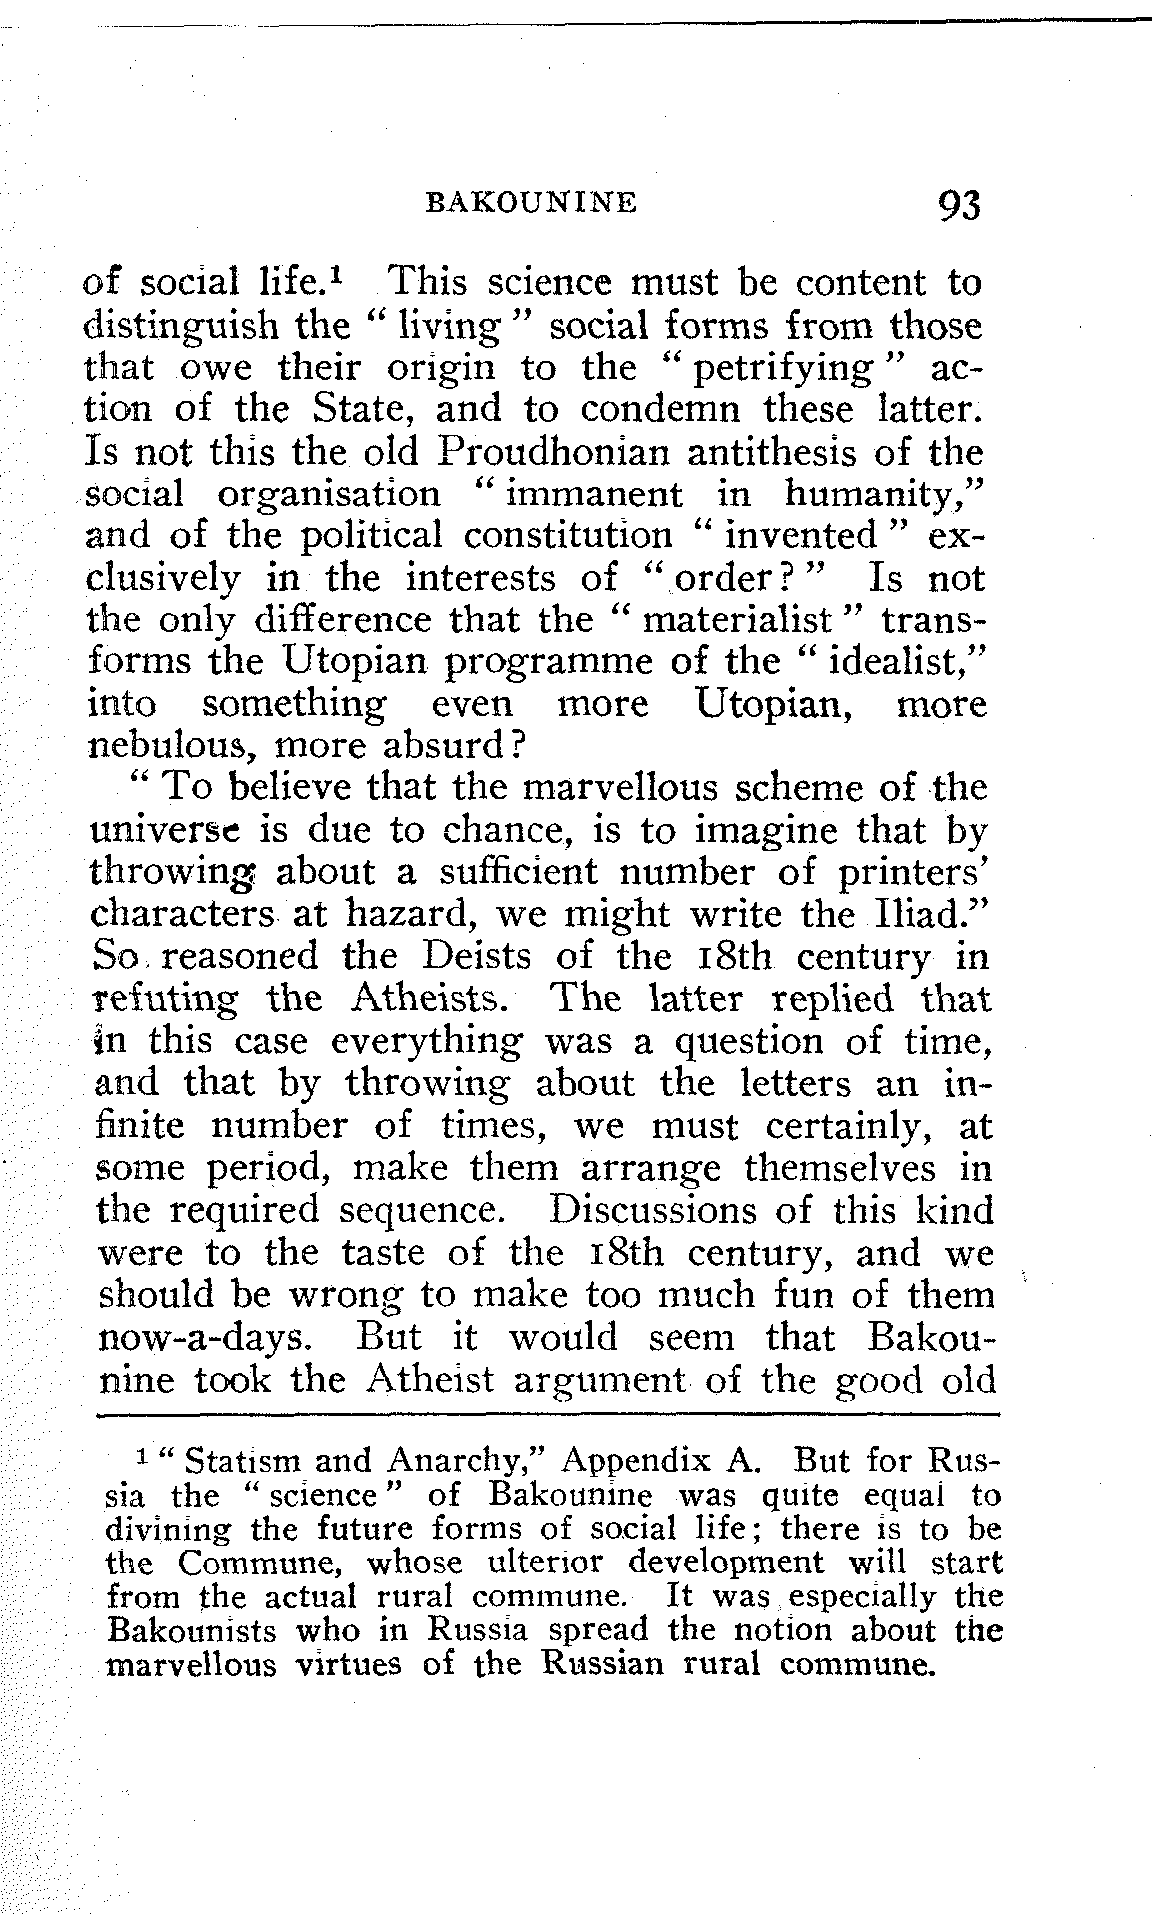 BAKOUNINE 93
of social life.¹ This science must be content to
distinguish the “ living ” social forms from those
that owe their origin to the “ petrifying ” ac-
tion of the State, and to condemn these latter.
Is not this the old Proudhonian antithesis of the
social organisation “ immanent in humanity,”
and of the political constitution “ invented ” ex-
clusively in the interests of “ order? ” Is not
the only difference that the “ materialist ” trans-
forms the Utopian programme of the “ idealist,”
into something even more Utopian, more
nebulous, more absurd?
“ To believe that the marvellous scheme of the
universe is due to chance, is to imagine that by
throwing about a sufficient number of printers’
characters at hazard, we might write the Iliad.”
So reasoned the Deists of the 18th century in
refuting the Atheists. The latter replied that
in this case everything was a question of time,
and that by throwing about the letters an in-
finite number of times, we must certainly, at
some period, make them arrange themselves in
the required sequence. Discussions of this kind
were to the taste of the 18th century, and we
should be wrong to make too much fun of them
now-a-days. But it would seem that Bakou-
nine took the Atheist argument of the good old
¹ “ Statism and Anarchy,” Appendix A. But for Rus-
sia the “ science ” of Bakounine was quite equal to
divining the future forms of social life; there is to be
the Commune, whose ulterior development will start
from the actual rural commune. It was especially the
Bakounists who in Russia spread the notion about the
marvellous virtues of the Russian rural commune.